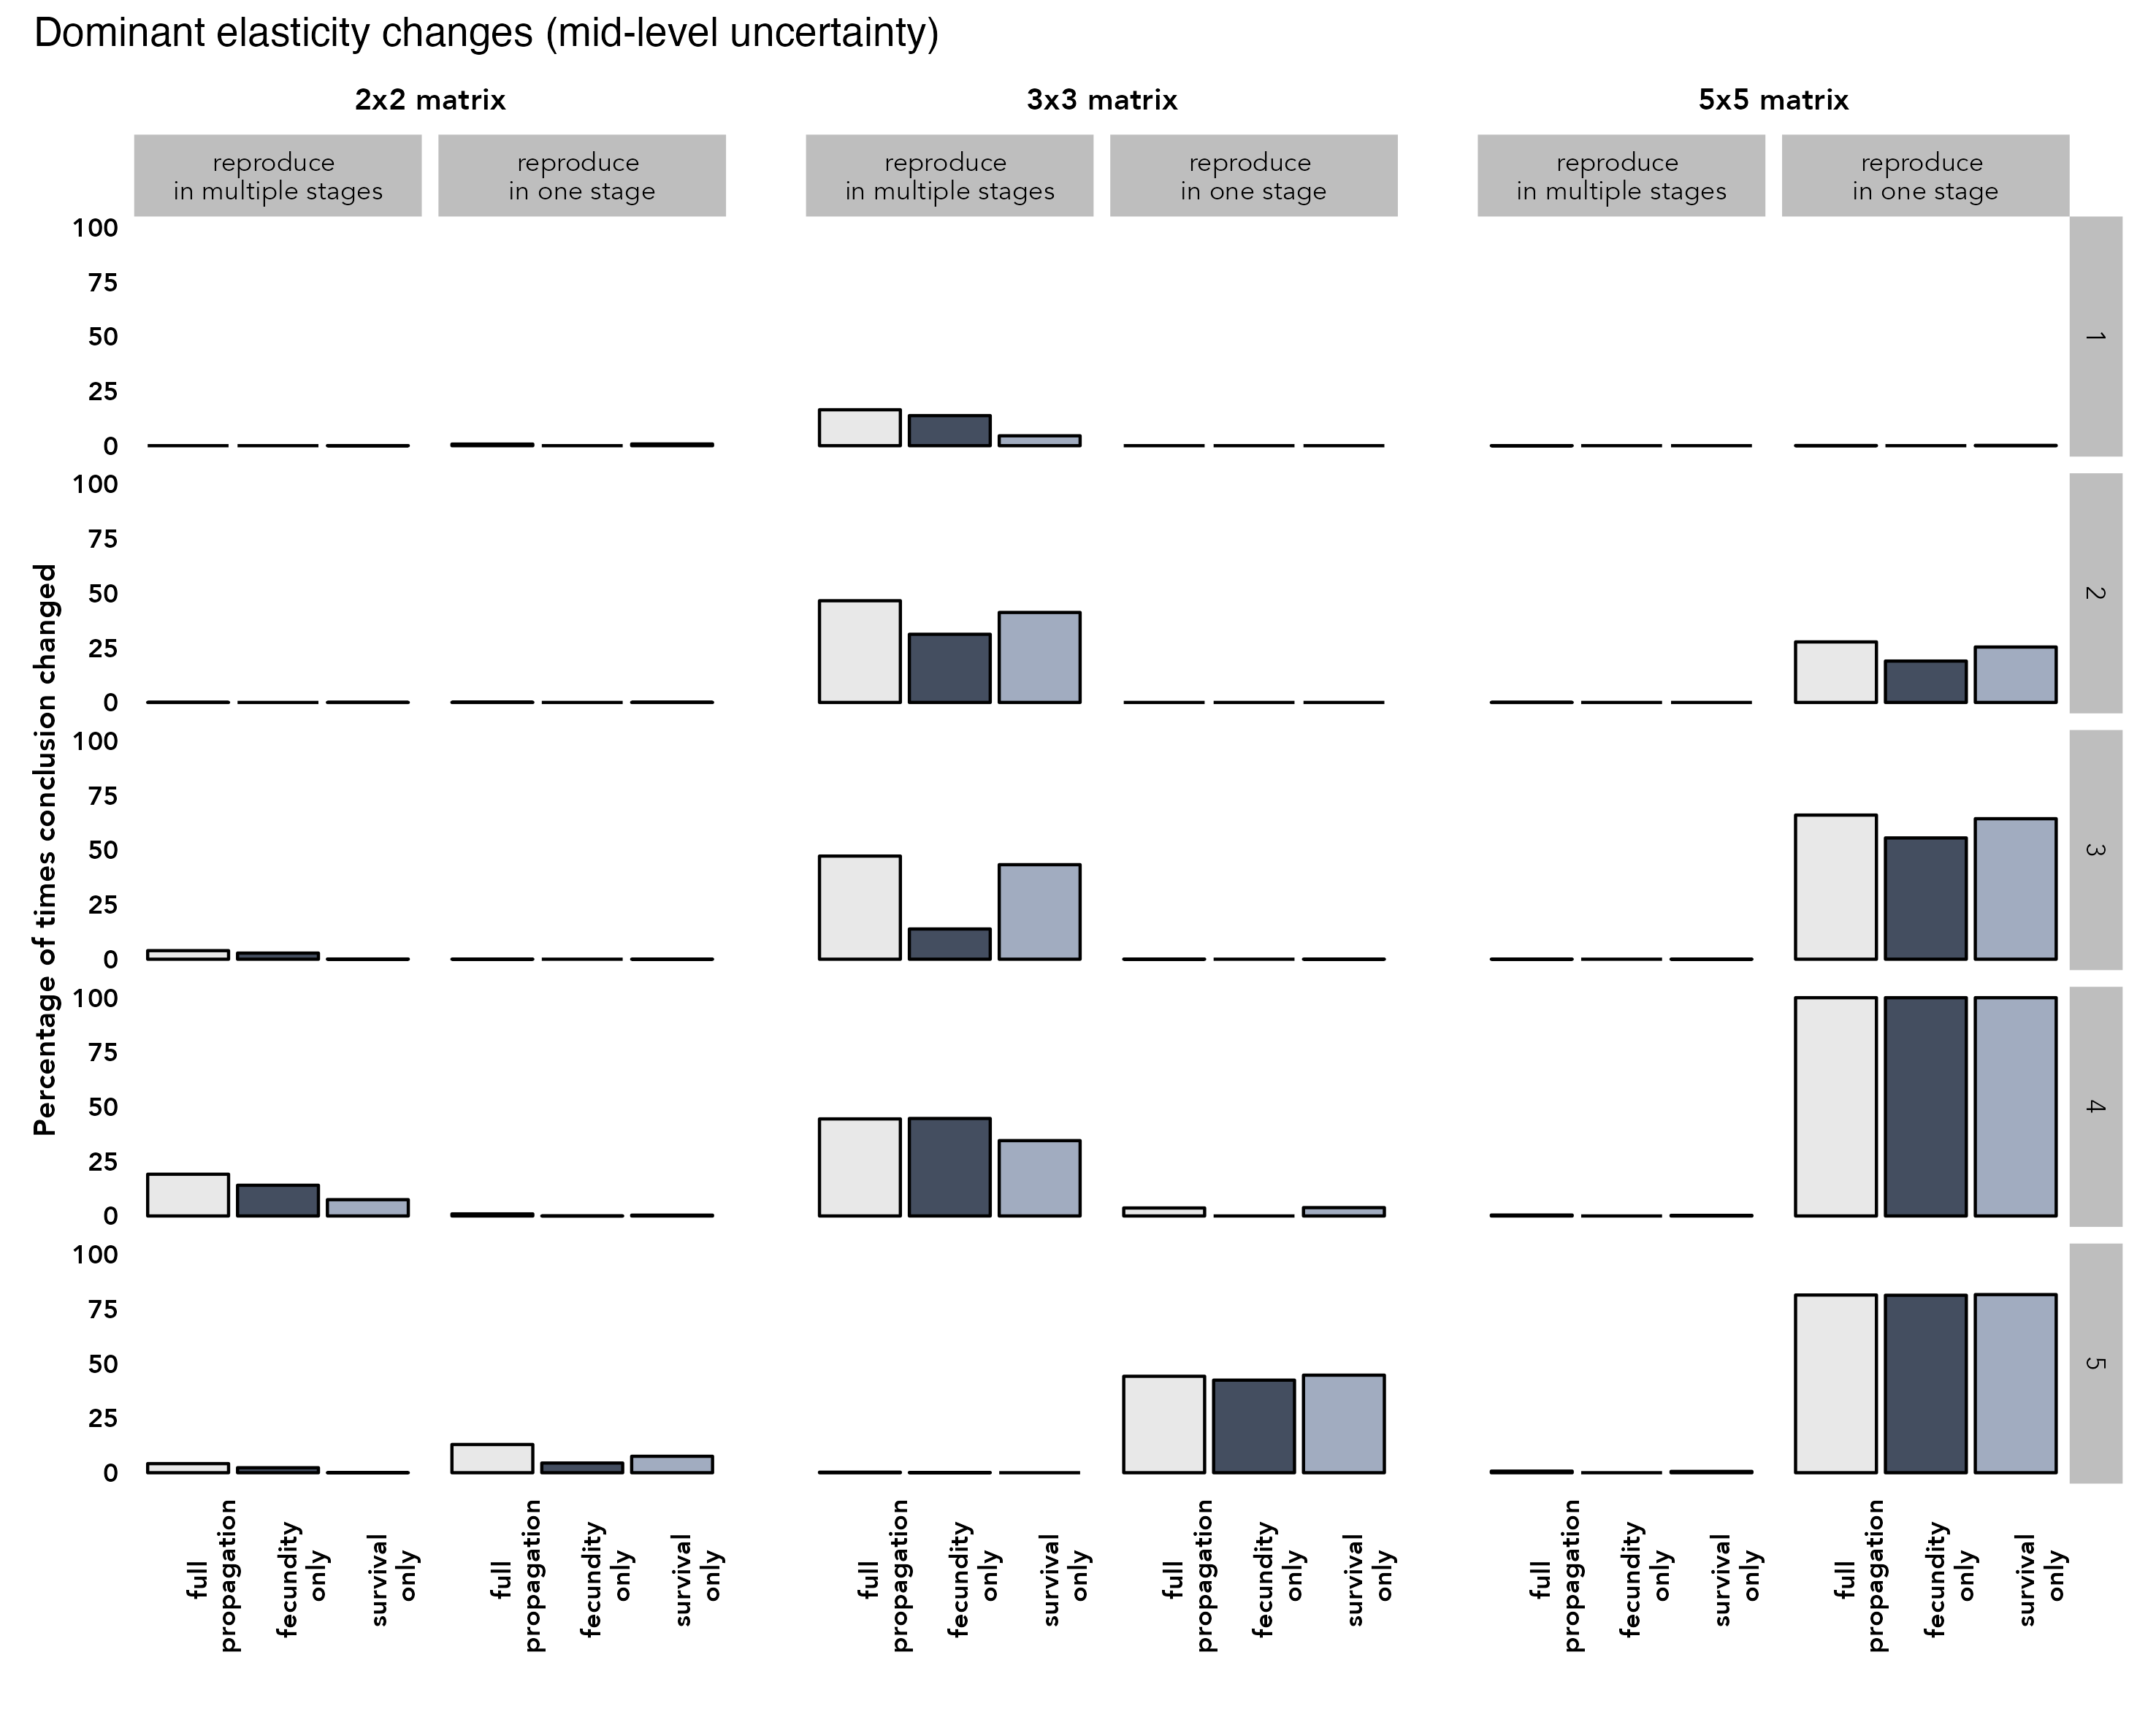 Dominant elasticity changes (mid-level uncertainty)
2x2 matrix
3x3 matrix
5x5 matrix
reproduce
in multiple stages
reproduce
in one stage
reproduce
in multiple stages
reproduce
in one stage
reproduce
in multiple stages
reproduce
in one stage
Percentage of times conclusion changed
100
75
50
25
0
1
100
75
50
25
0
2
100
75
50
25
0
3
100
75
50
25
0
4
100
75
50
25
0
5
full
propagation
fecundity
only
survival
only
full
propagation
fecundity
only
survival
only
full
propagation
fecundity
only
survival
only
full
propagation
fecundity
only
survival
only
full
propagation
fecundity
only
survival
only
full
propagation
fecundity
only
survival
only